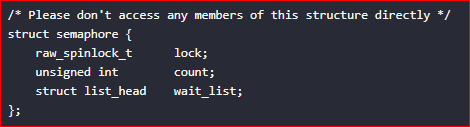 /* Please don't access any members of this structure directly */
struct semaphore {
    raw_spinlock_t      lock;
    unsigned int        count;
    struct list_head    wait_list;
};